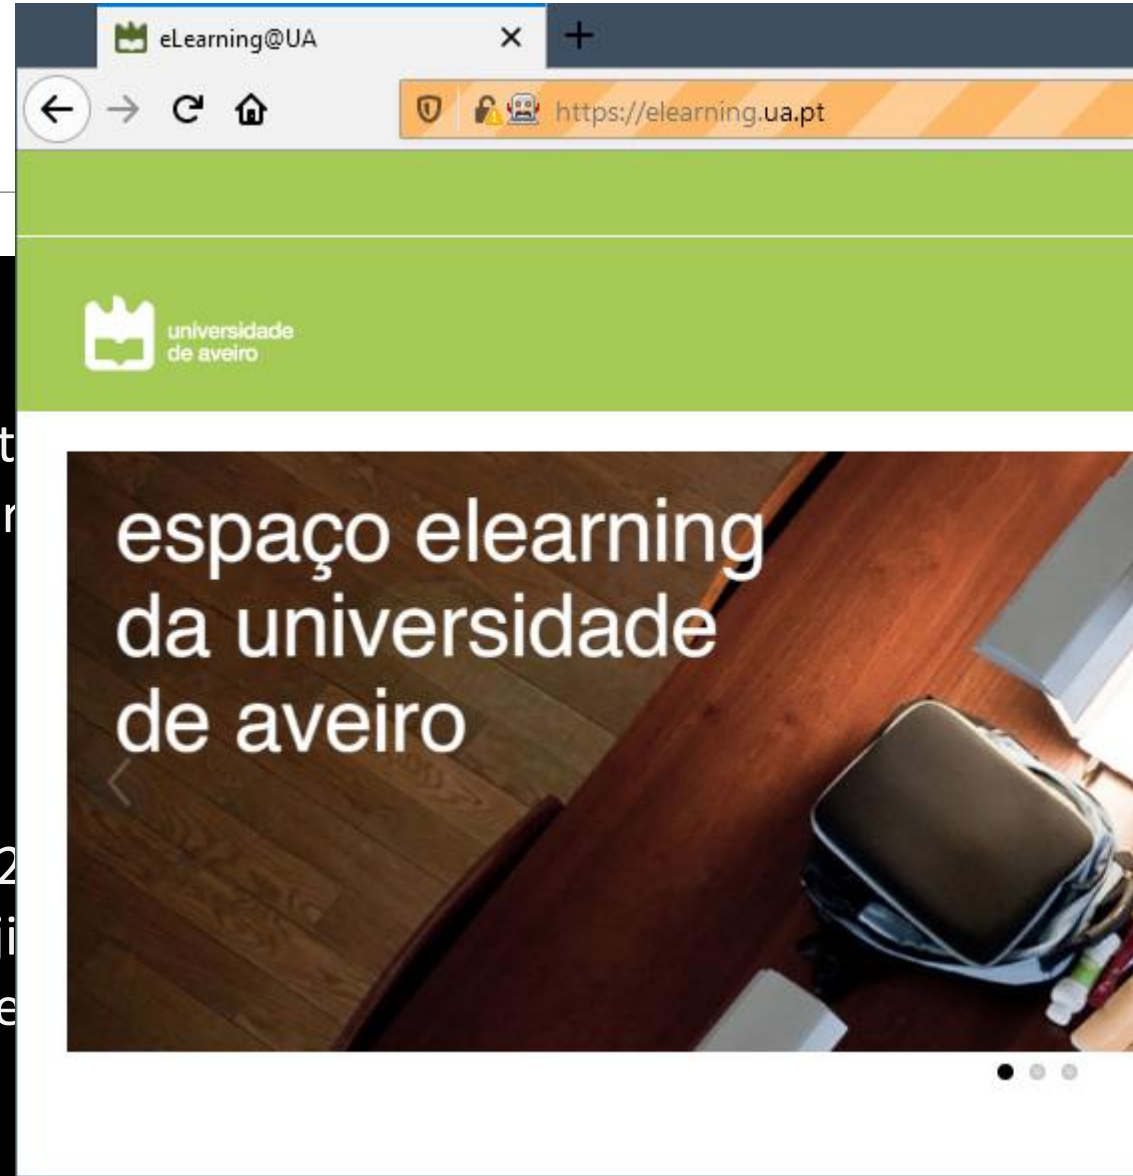 eLearning@UA
https://elearning.ua.pt
universidade
de aveiro
espaço elearning
da universidade
de aveiro